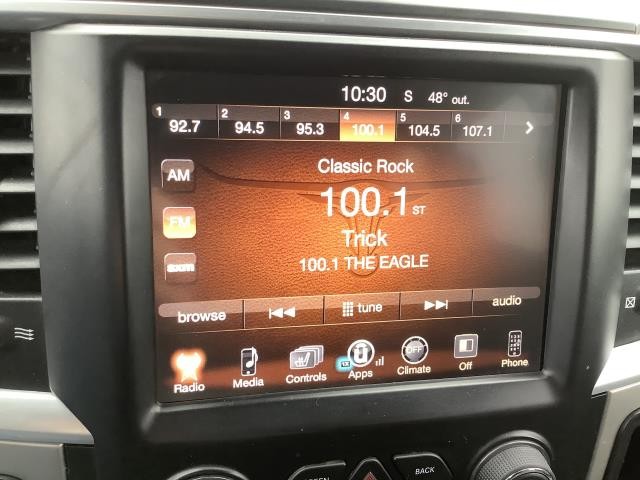 10:30 S 48° out.
1 2 3 4 5 6
92.7 94.5 95.3 100.1 104.5 107.1
AM Classic Rock
100.1 ST
FM Trick
axm 100.1 THE EAGLE
browse tune audio
OFF
Radio Media Controls Apps Climate Off Phone
BACK